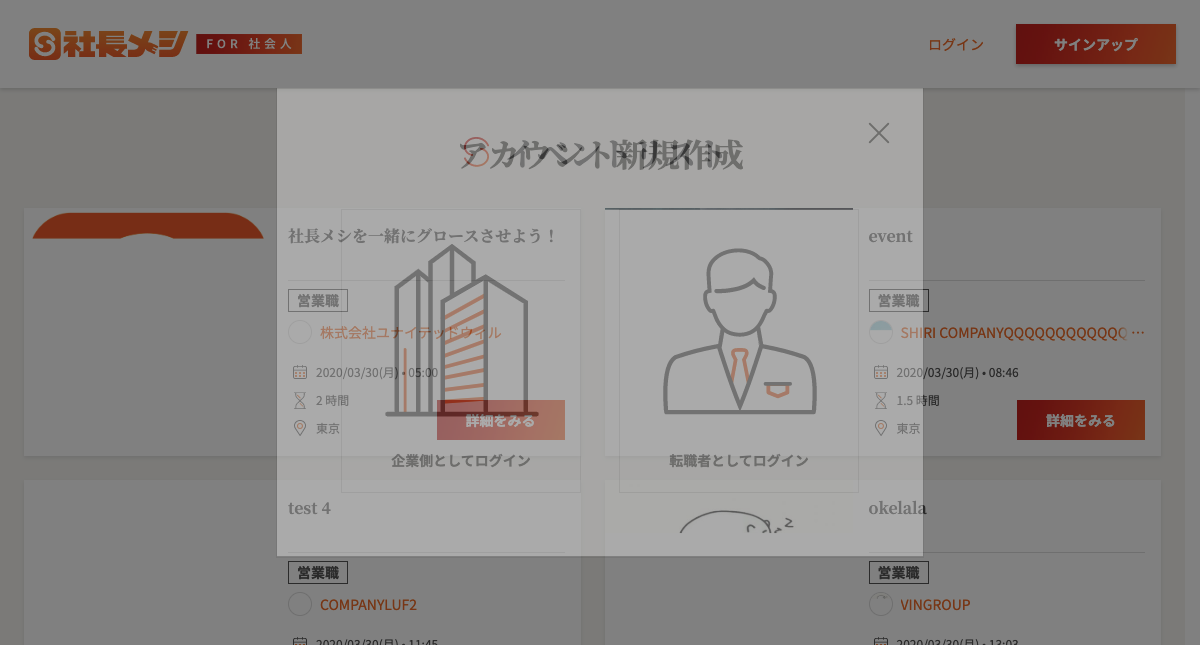 社長メシ FOR 社会人
ログイン
サインアップ
アカウント新規作成
社長メシを一緒にグロースさせよう！
営業職
株式会社ユナイテッドウィル
2020/03/30(月) • 05:00
2 時間
東京
詳細をみる
企業側としてログイン
event
営業職
SHIRI COMPANYQQQQQQQQQQQ ...
2020/03/30(月) • 08:46
1.5 時間
東京
詳細をみる
転職者としてログイン
test 4
営業職
COMPANYLUF2
2020/03/30(月) • 11:45
okelala
営業職
VINGROUP
2020/03/30(月) • 13:03